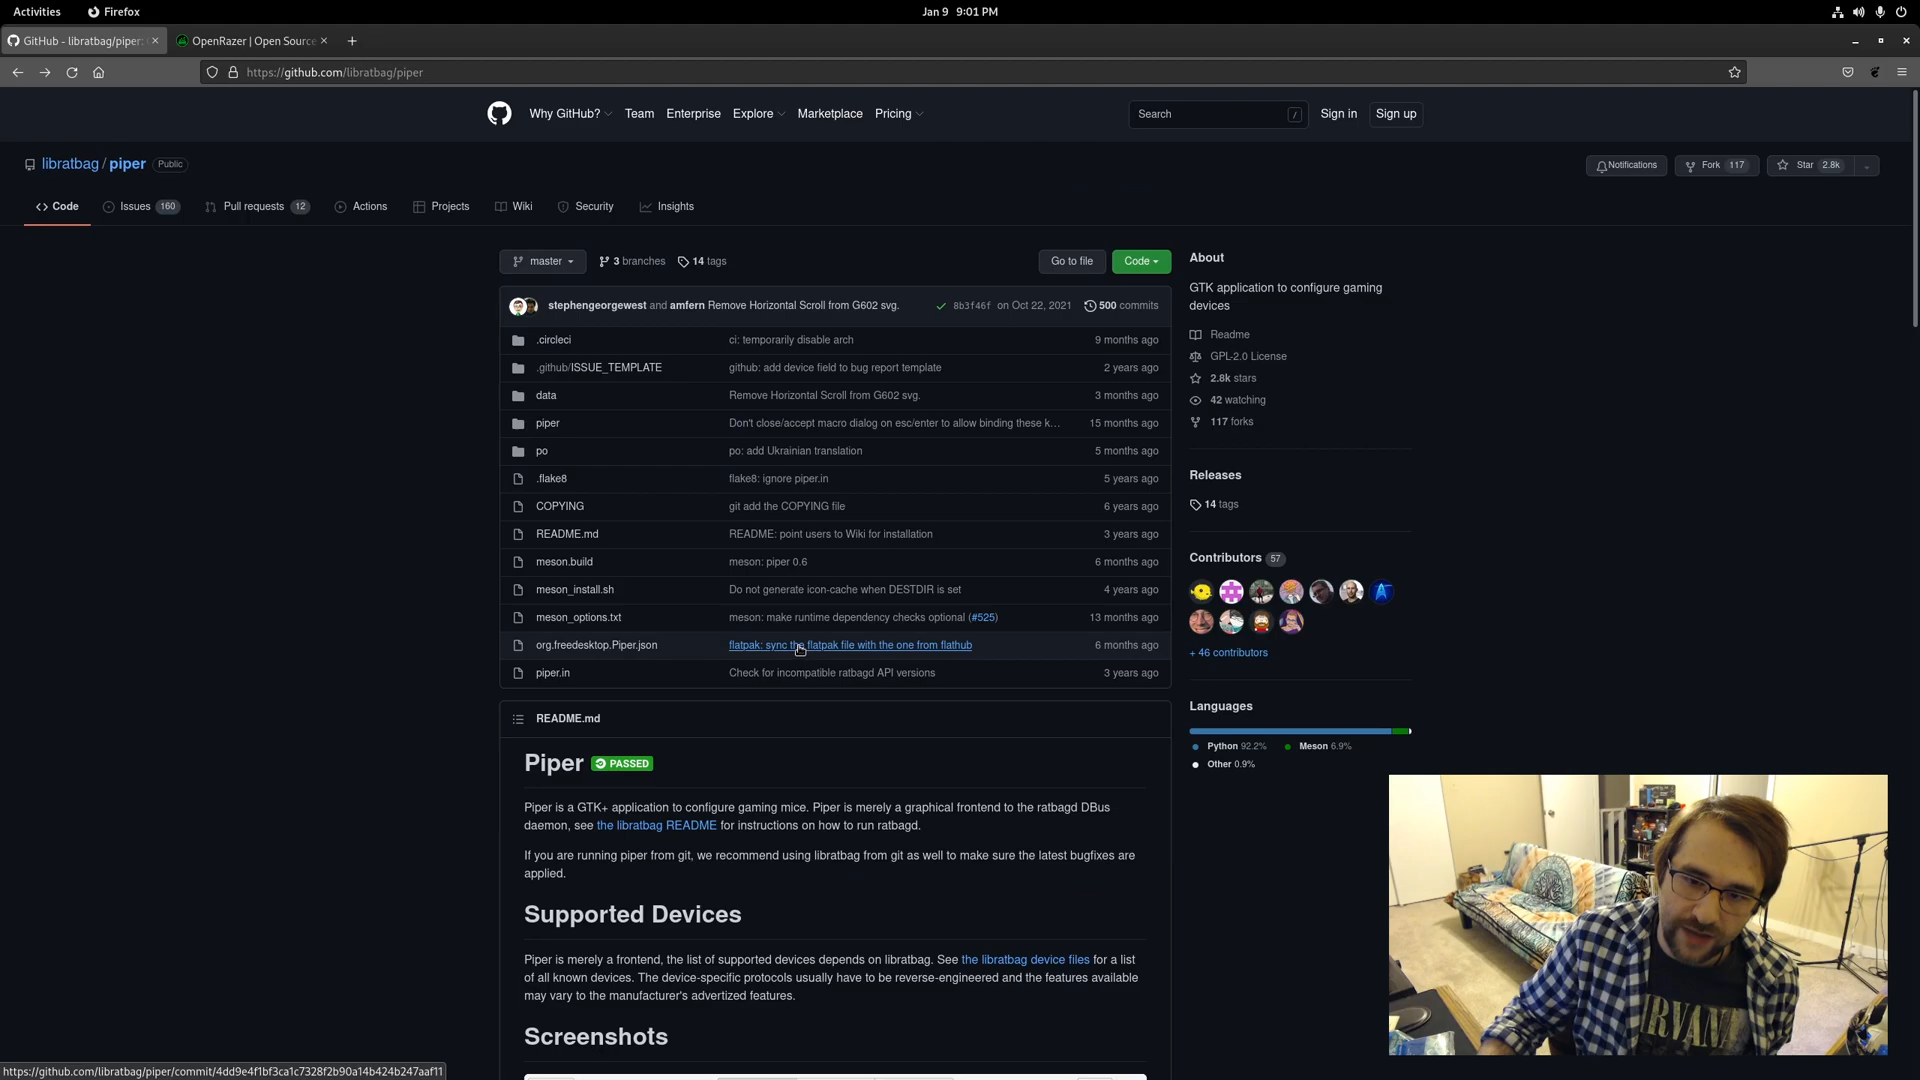 Activities
Firefox
Jan 9 9:01 PM
GitHub - libratbag/piper:
OpenRazer | Open Source
https://github.com/libratbag/piper
Why GitHub?
Team
Enterprise
Explore
Marketplace
Pricing
Search
/
Sign in
Sign up
libratbag / piper Public
Notifications
Fork 117
Star 2.8k
Code
Issues 160
Pull requests 12
Actions
Projects
Wiki
Security
Insights
master
3 branches
14 tags
Go to file
Code
stephengeorgewest and amfern Remove Horizontal Scroll from G602 svg.
8b3f46f on Oct 22, 2021
500 commits
.circleci ci: temporarily disable arch 9 months ago
.github/ISSUE_TEMPLATE github: add device field to bug report template 2 years ago
data Remove Horizontal Scroll from G602 svg. 3 months ago
piper Don't close/accept macro dialog on esc/enter to allow binding these k… 15 months ago
po po: add Ukrainian translation 5 months ago
.flake8 flake8: ignore piper.in 5 years ago
COPYING git add the COPYING file 6 years ago
README.md README: point users to Wiki for installation 3 years ago
meson.build meson: piper 0.6 6 months ago
meson_install.sh Do not generate icon-cache when DESTDIR is set 4 years ago
meson_options.txt meson: make runtime dependency checks optional (#525) 13 months ago
org.freedesktop.Piper.json flatpak: sync the flatpak file with the one from flathub 6 months ago
piper.in Check for incompatible ratbagd API versions 3 years ago
README.md
Piper PASSED
Piper is a GTK+ application to configure gaming mice. Piper is merely a graphical frontend to the ratbagd DBus
daemon, see the libratbag README for instructions on how to run ratbagd.
If you are running piper from git, we recommend using libratbag from git as well to make sure the latest bugfixes are
applied.
Supported Devices
Piper is merely a frontend, the list of supported devices depends on libratbag. See the libratbag device files for a list
of all known devices. The device-specific protocols usually have to be reverse-engineered and the features available
may vary to the manufacturer's advertized features.
Screenshots
About
GTK application to configure gaming
devices
Readme
GPL-2.0 License
2.8k stars
42 watching
117 forks
Releases
14 tags
Contributors 57
+ 46 contributors
Languages
Python 92.2%
Meson 6.9%
Other 0.9%
https://github.com/libratbag/piper/commit/4dd9e4f1bf3ca1c7328f2b90a14b424b247aaf11